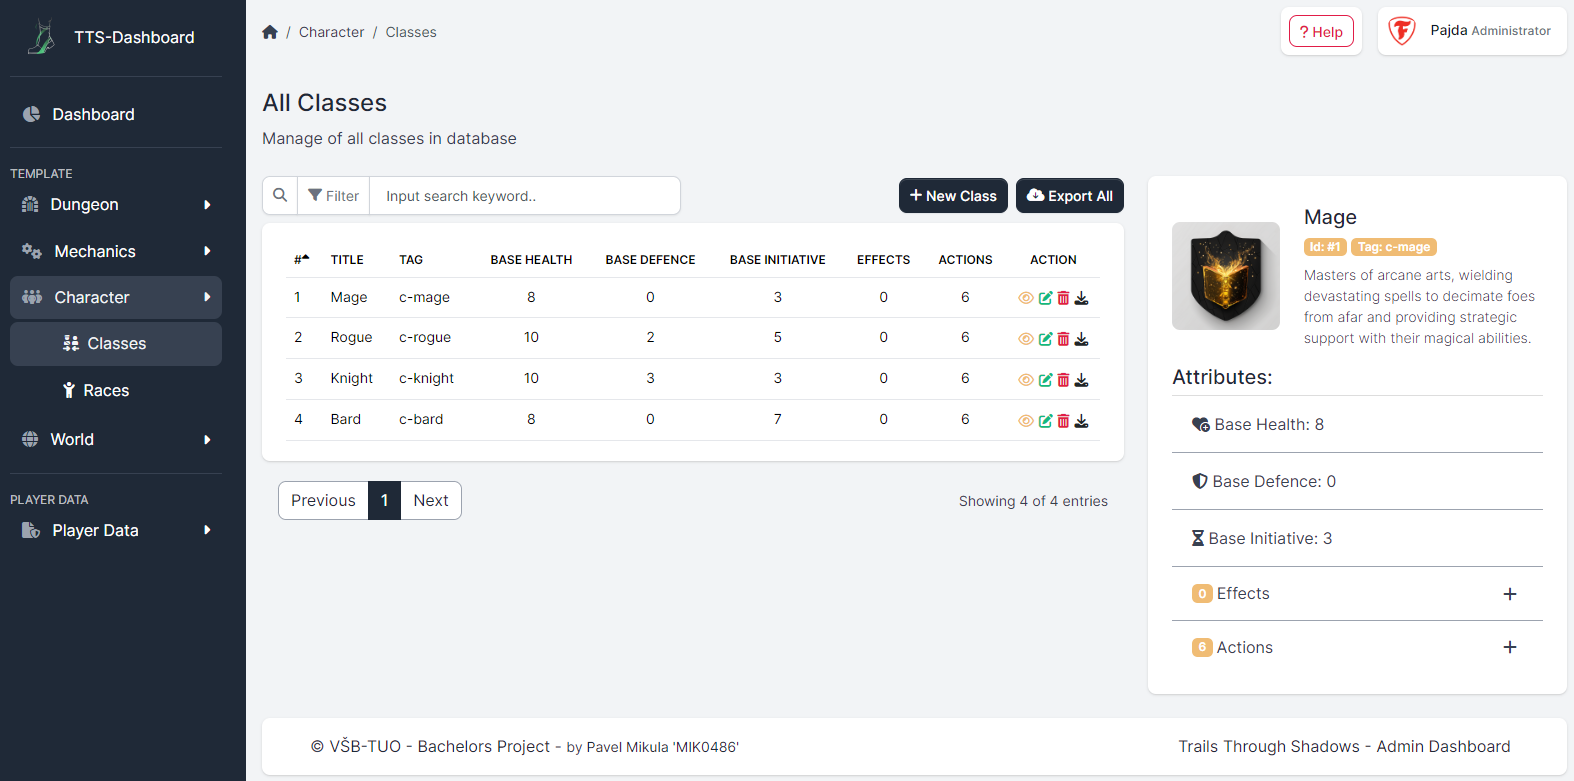 TTS-Dashboard
Dashboard
TEMPLATE
Dungeon
Mechanics
Character
Classes
Races
World
PLAYER DATA
Player Data
/ Character / Classes
? Help
Pajda Administrator
All Classes
Manage of all classes in database
Filter Input search keyword..
+ New Class
Export All
# TITLE TAG BASE HEALTH BASE DEFENCE BASE INITIATIVE EFFECTS ACTIONS ACTION
1 Mage c-mage 8 0 3 0 6
2 Rogue c-rogue 10 2 5 0 6
3 Knight c-knight 10 3 3 0 6
4 Bard c-bard 8 0 7 0 6
Previous 1 Next
Showing 4 of 4 entries
Mage
Id: #1 Tag: c-mage
Masters of arcane arts, wielding
devastating spells to decimate foes
from afar and providing strategic
support with their magical abilities.
Attributes:
Base Health: 8
Base Defence: 0
Base Initiative: 3
0 Effects +
6 Actions +
© VŠB-TUO - Bachelors Project - by Pavel Mikula 'MIK0486'
Trails Through Shadows - Admin Dashboard